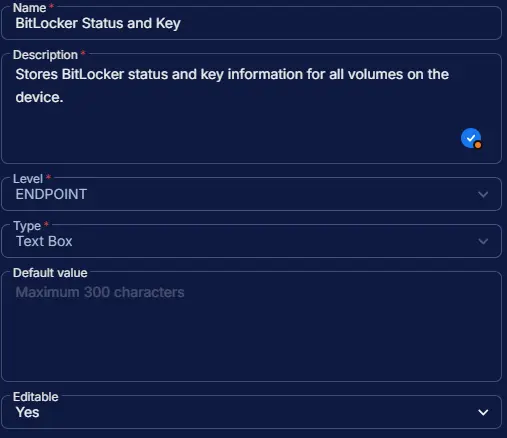 Name *
BitLocker Status and Key
Description *
Stores BitLocker status and key information for all volumes on the
device.
Level *
ENDPOINT
Type *
Text Box
Default value
Maximum 300 characters
Editable
Yes